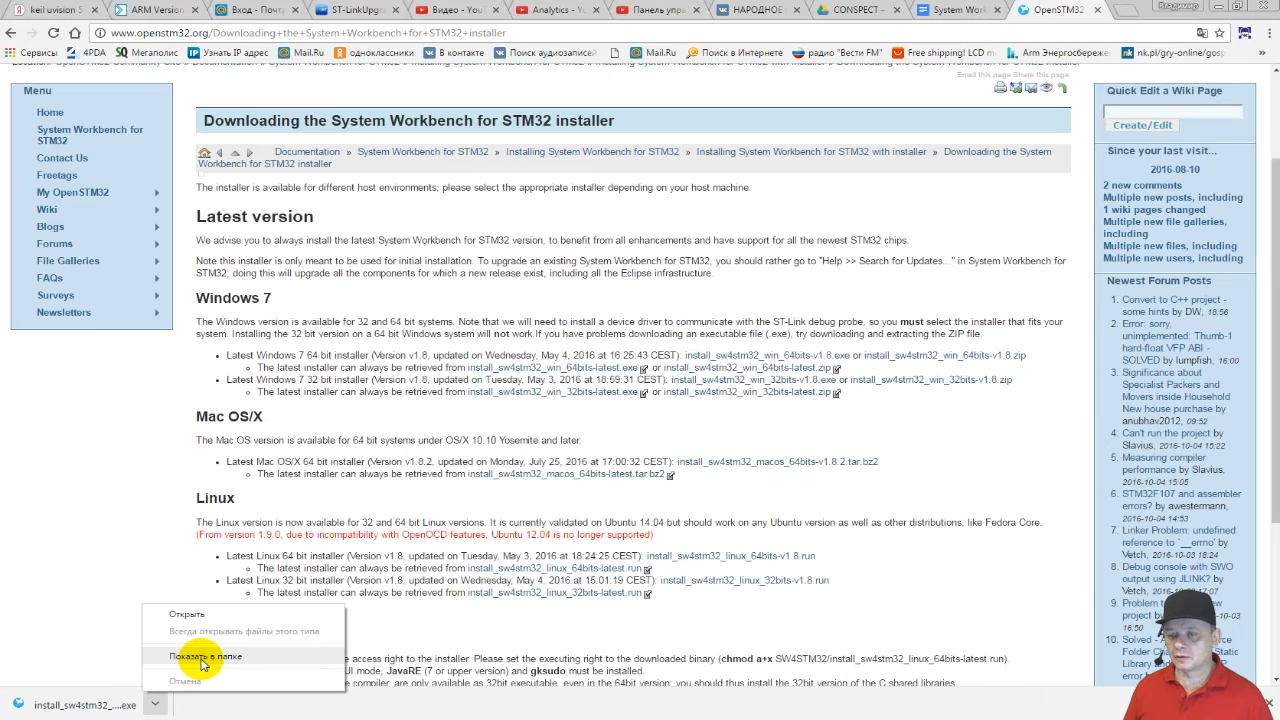 keil uvision 5
ARM Version
Вход - Почта
ST-LinkUpgra
Видео - You
Analytics - Yo
Панель упра
НАРОДНОЕ
CONSPECT –
System Work
OpenSTM32
Владимир
www.openstm32.org/Downloading+the+System+Workbench+for+STM32+installer
Сервисы
4PDA
Мегаполис
Узнать IP адрес
Mail.Ru
одноклассники
В контакте
Поиск аудиозаписей
Mail.Ru
Поиск в Интернете
радио "Вести FM"
Free shipping! LCD m
Arm Энергосбереже
nk.pl/gry-online/gosp
Email this page Share this page
Menu
Home
System Workbench for
STM32
Contact Us
Freetags
My OpenSTM32
Wiki
Blogs
Forums
File Galleries
FAQs
Surveys
Newsletters
Downloading the System Workbench for STM32 installer
Documentation » System Workbench for STM32 » Installing System Workbench for STM32 » Installing System Workbench for STM32 with installer » Downloading the System
Workbench for STM32 installer
The installer is available for different host environments; please select the appropriate installer depending on your host machine.
Latest version
We advise you to always install the latest System Workbench for STM32 version, to benefit from all enhancements and have support for all the newest STM32 chips.
Note this installer is only meant to be used for initial installation. To upgrade an existing System Workbench for STM32, you should rather go to "Help >> Search for Updates..." in System Workbench for
STM32; doing this will upgrade all the components for which a new release exist, including all the Eclipse infrastructure.
Windows 7
The Windows version is available for 32 and 64 bit systems. Note that we will need to install a device driver to communicate with the ST-Link debug probe, so you must select the installer that fits your
system. Installing the 32 bit version on a 64 bit Windows system will not work.If you have problems downloading an executable file (.exe), try downloading and extracting the ZIP file.
Latest Windows 7 64 bit installer (Version v1.8, updated on Wednesday, May 4, 2016 at 16:25:43 CEST): install_sw4stm32_win_64bits-v1.8.exe or install_sw4stm32_win_64bits-v1.8.zip
The latest installer can always be retrieved from install_sw4stm32_win_64bits-latest.exe or install_sw4stm32_win_64bits-latest.zip
Latest Windows 7 32 bit installer (Version v1.8, updated on Tuesday, May 3, 2016 at 18:59:31 CEST): install_sw4stm32_win_32bits-v1.8.exe or install_sw4stm32_win_32bits-v1.8.zip
The latest installer can always be retrieved from install_sw4stm32_win_32bits-latest.exe or install_sw4stm32_win_32bits-latest.zip
Mac OS/X
The Mac OS version is available for 64 bit systems under OS/X 10.10 Yosemite and later.
Latest Mac OS/X 64 bit installer (Version v1.8.2, updated on Monday, July 25, 2016 at 17:00:32 CEST): install_sw4stm32_macos_64bits-v1.8.2.tar.bz2
The latest installer can always be retrieved from install_sw4stm32_macos_64bits-latest.tar.bz2
Linux
The Linux version is now available for 32 and 64 bit Linux versions. It is currently validated on Ubuntu 14.04 but should work on any Ubuntu version as well as other distributions, like Fedora Core.
(From version 1.9.0, due to incompatibility with OpenOCD features, Ubuntu 12.04 is no longer supported)
Latest Linux 64 bit installer (Version v1.8, updated on Tuesday, May 3, 2016 at 18:24:25 CEST): install_sw4stm32_linux_64bits-v1.8.run
The latest installer can always be retrieved from install_sw4stm32_linux_64bits-latest.run
Latest Linux 32 bit installer (Version v1.8, updated on Wednesday, May 4, 2016 at 15:01:19 CEST): install_sw4stm32_linux_32bits-v1.8.run
The latest installer can always be retrieved from install_sw4stm32_linux_32bits-latest.run
e access right to the installer. Please set the executing right to the downloaded binary (chmod a+x SW4STM32/install_sw4stm32_linux_64bits-latest.run).
UI mode, JavaRE (7 or upper version) and gksudo must be installed.
e compiler, are only available as 32bit executable, even in the 64bit version; you should thus install the 32bit version of the C shared libraries
Quick Edit a Wiki Page
Create/Edit
Since your last visit...
2016-08-10
2 new comments
Multiple new posts, including
1 wiki pages changed
Multiple new file galleries,
including
Multiple new files, including
Multiple new users, including
Newest Forum Posts
1. Convert to C++ project -
some hints by DW, 18:56
2. Error: sorry,
unimplemented: Thumb-1
hard-float VFP ABI -
SOLVED by lumpfish, 16:00
3. Significance about
Specialist Packers and
Movers inside Household
New house purchase by
anubhav2012, 09:52
4. Can't run the project by
Slavius, 2016-10-04 15:22
5. Measuring compiler
performance by Slavius,
2016-10-04 15:05
6. STM32F107 and assembler
errors? by awestermann,
2016-10-04 14:53
7. Linker Problem: undefined
reference to `__errno' by
Vetch, 2016-10-03 18:24
8. Debug console with SWO
output using JLINK? by
Vetch, 2016-10-03 17:57
9. Problem
project by
16:50
10. Solved -
Folder
Library
error b
Открыть
Всегда открывать файлы этого типа
Показать в папке
Отмена
install_sw4stm32_....exe